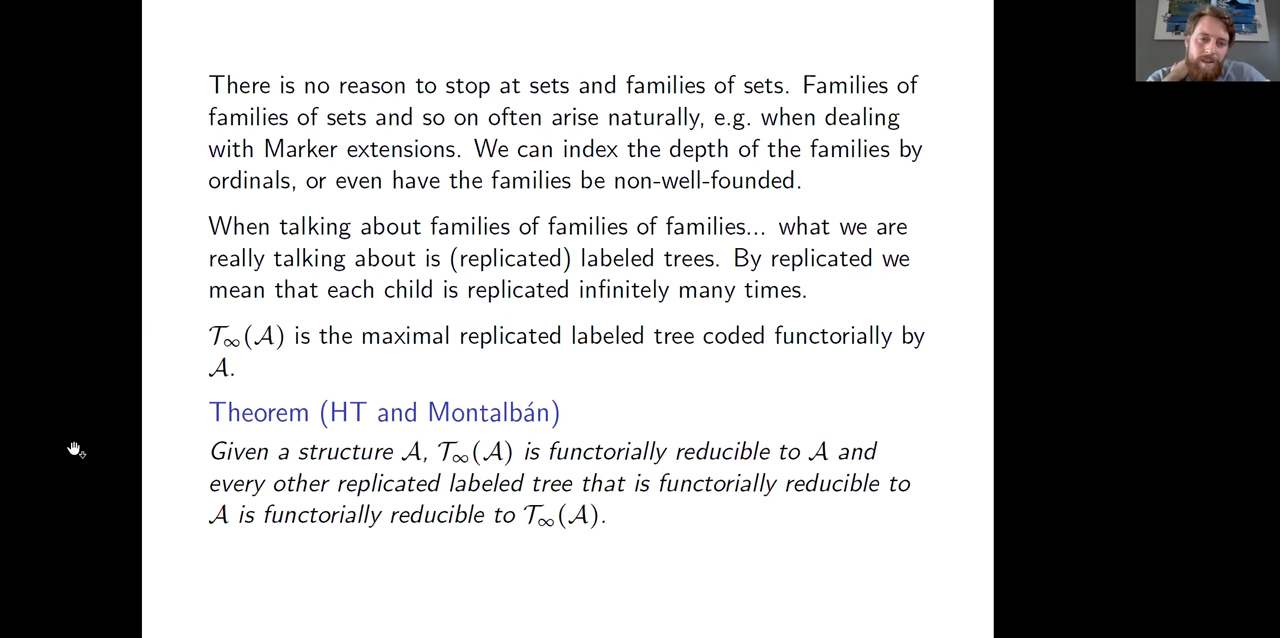 There is no reason to stop at sets and families of sets. Families of
families of sets and so on often arise naturally, e.g. when dealing
with Marker extensions. We can index the depth of the families by
ordinals, or even have the families be non-well-founded.
When talking about families of families of families... what we are
really talking about is (replicated) labeled trees. By replicated we
mean that each child is replicated infinitely many times.
𝒯∞(𝒜) is the maximal replicated labeled tree coded functorially by
𝒜.
Theorem (HT and Montalbán)
Given a structure 𝒜, 𝒯∞(𝒜) is functorially reducible to 𝒜 and
every other replicated labeled tree that is functorially reducible to
𝒜 is functorially reducible to 𝒯∞(𝒜).